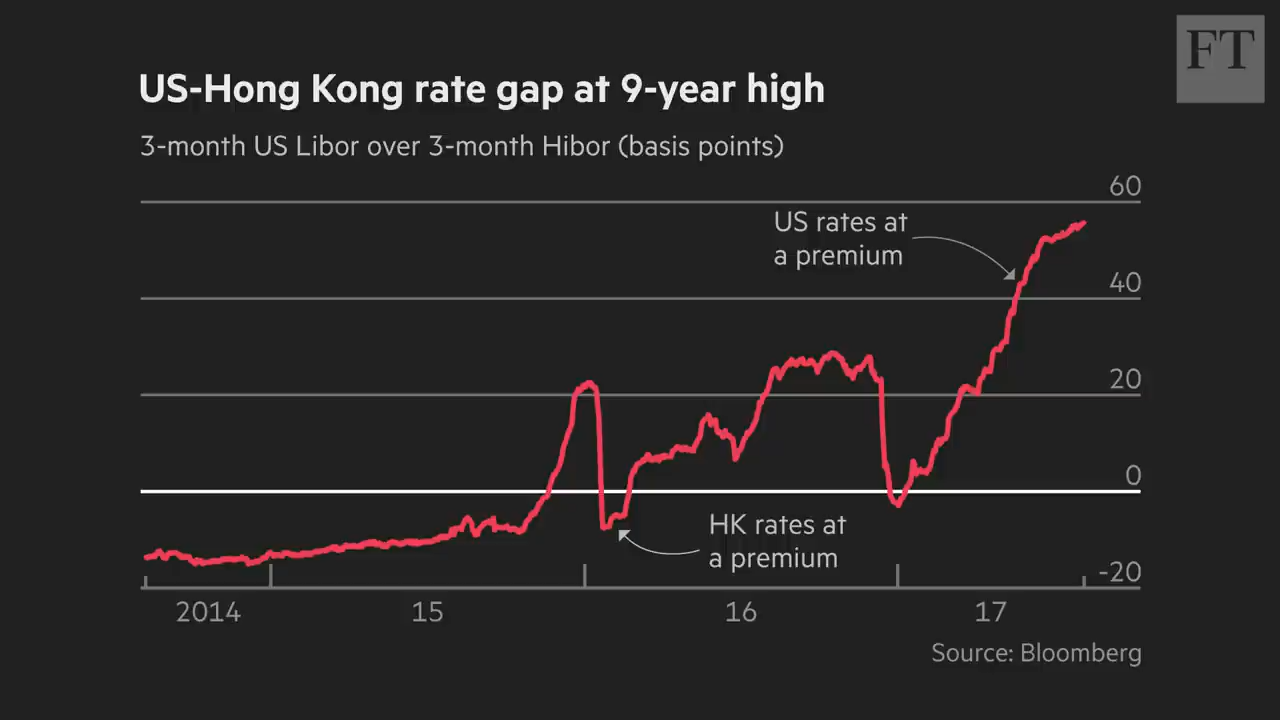 FT
US-Hong Kong rate gap at 9-year high
3-month US Libor over 3-month Hibor (basis points)
60
US rates at
a premium
40
20
0
HK rates at
a premium
-20
2014 15 16 17
Source: Bloomberg